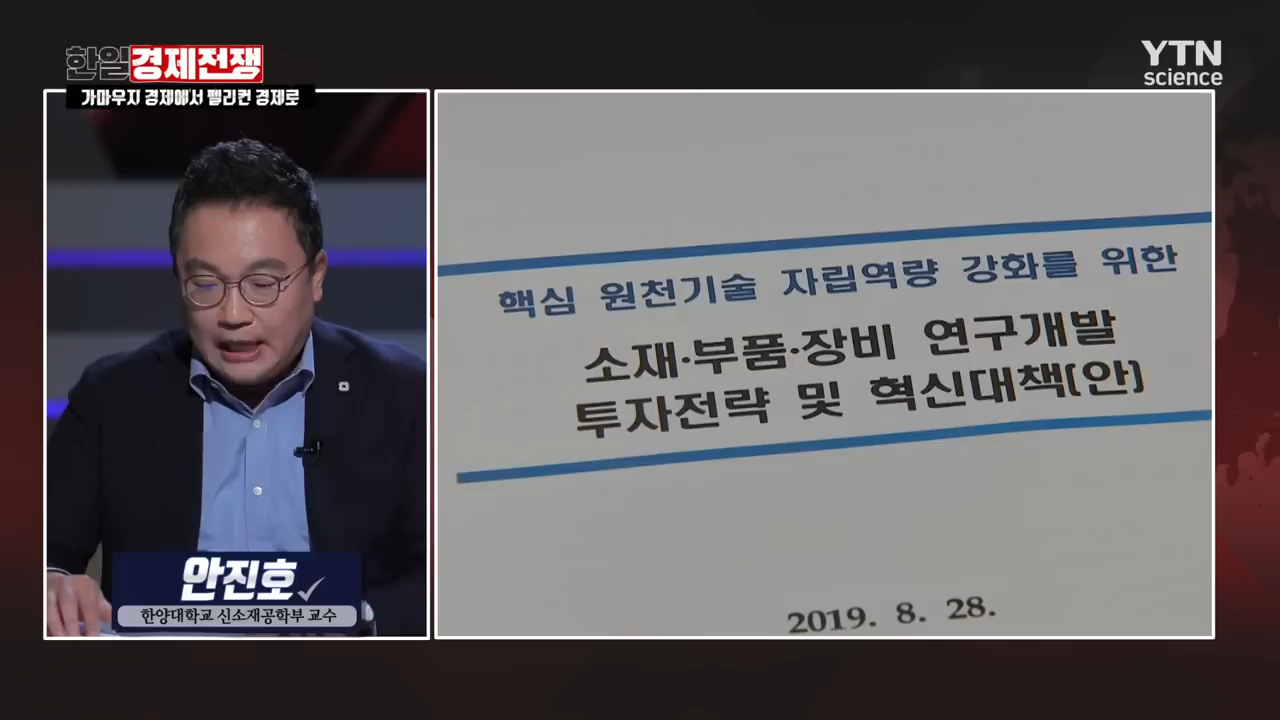 한일경제전쟁
가마우지 경제에서 펠리컨 경제로
YTN
science
핵심 원천기술 자립역량 강화를 위한
소재·부품·장비 연구개발
투자전략 및 혁신대책(안)
2019. 8. 28.
안진호
한양대학교 신소재공학부 교수